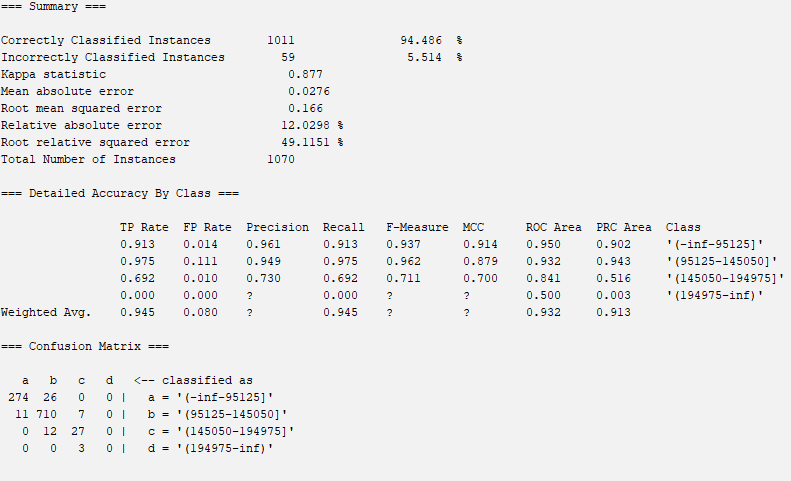 === Summary ===
Correctly Classified Instances 1011 94.486 %
Incorrectly Classified Instances 59 5.514 %
Kappa statistic 0.877
Mean absolute error 0.0276
Root mean squared error 0.166
Relative absolute error 12.0298 %
Root relative squared error 49.1151 %
Total Number of Instances 1070
=== Detailed Accuracy By Class ===
TP Rate FP Rate Precision Recall F-Measure MCC ROC Area PRC Area Class
0.913 0.014 0.961 0.913 0.937 0.914 0.950 0.902 '(-inf-95125]'
0.975 0.111 0.949 0.975 0.962 0.879 0.932 0.943 '(95125-145050]'
0.692 0.010 0.730 0.692 0.711 0.700 0.841 0.516 '(145050-194975]'
0.000 0.000 ? 0.000 ? ? 0.500 0.003 '(194975-inf)'
Weighted Avg. 0.945 0.080 ? 0.945 ? ? 0.932 0.913
=== Confusion Matrix ===
a b c d <-- classified as
274 26 0 0 | a = '(-inf-95125]'
11 710 7 0 | b = '(95125-145050]'
0 12 27 0 | c = '(145050-194975]'
0 0 3 0 | d = '(194975-inf)'